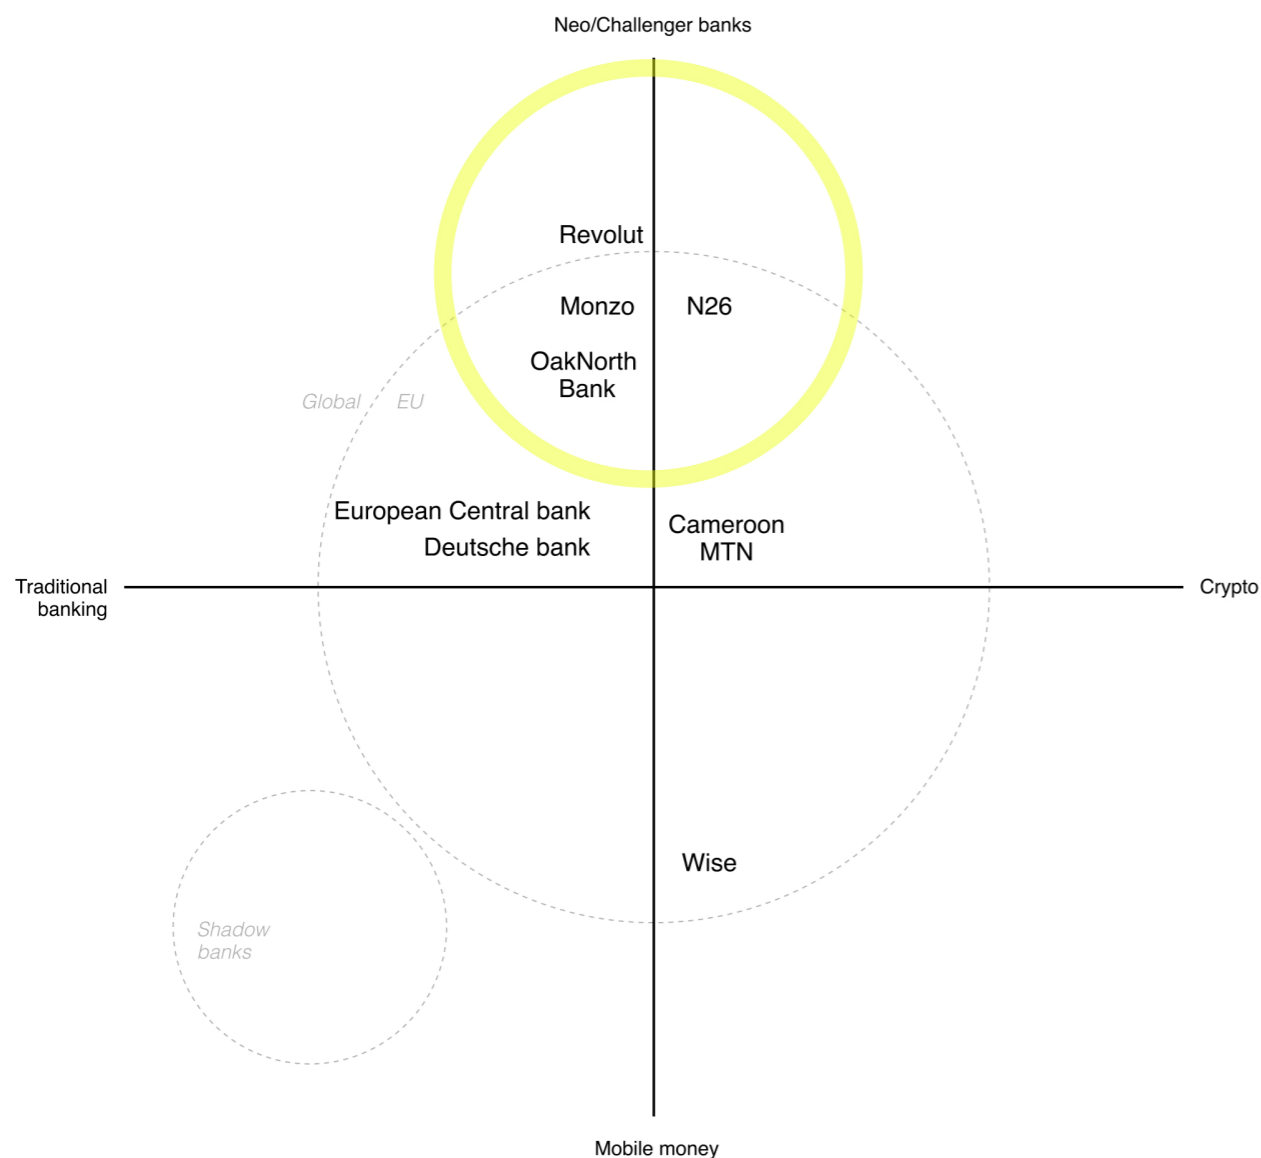 Neo/Challenger banks
Revolut
Monzo
N26
OakNorth
Bank
Global
EU
European Central bank
Deutsche bank
Cameroon
MTN
Traditional
banking
Crypto
Wise
Shadow
banks
Mobile money